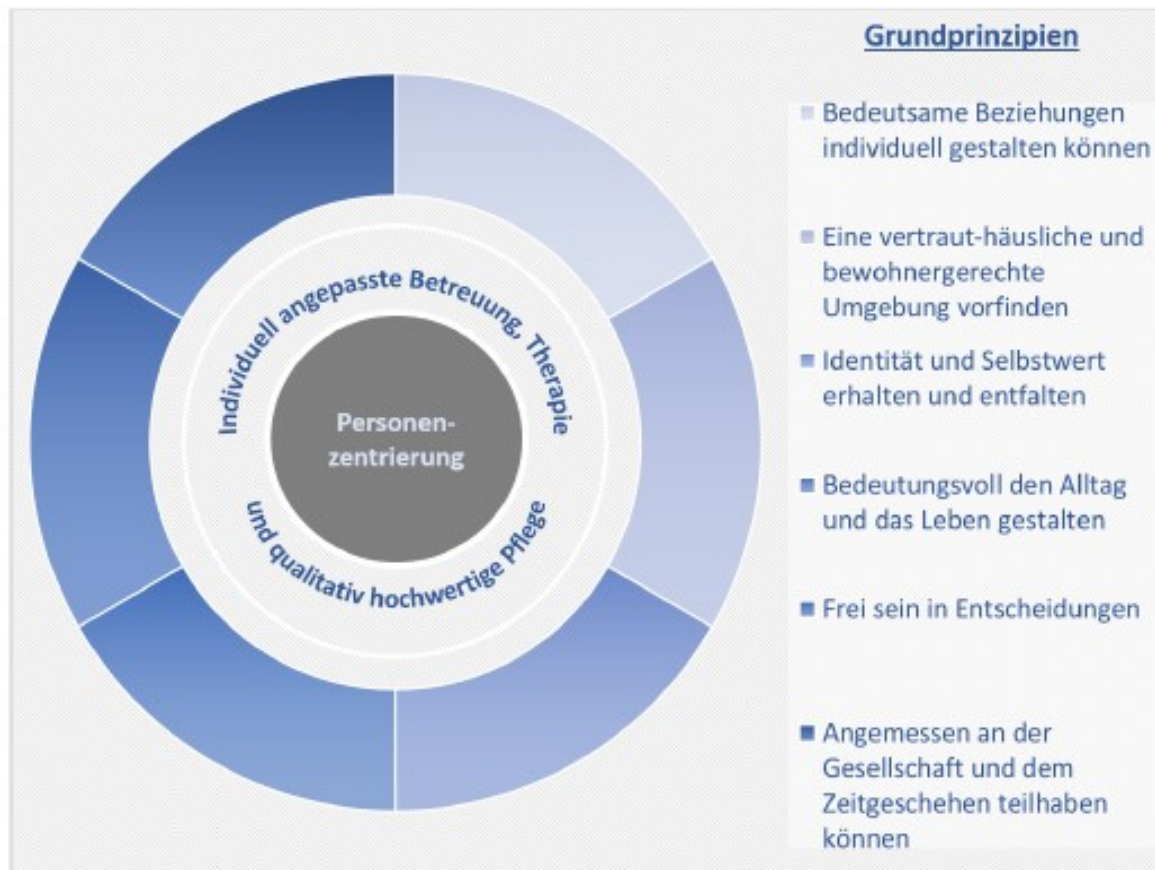 Grundprinzipien
Bedeutsame Beziehungen
individuell gestalten können
Eine vertraut-häusliche und
bewohnergerechte
Umgebung vorfinden
Identität und Selbstwert
erhalten und entfalten
Bedeutungsvoll den Alltag
und das Leben gestalten
Frei sein in Entscheidungen
Angemessen an der
Gesellschaft und dem
Zeitgeschehen teilhaben
können
Individuell angepasste Betreuung, Therapie
und qualitativ hochwertige Pflege
Personen-
zentrierung